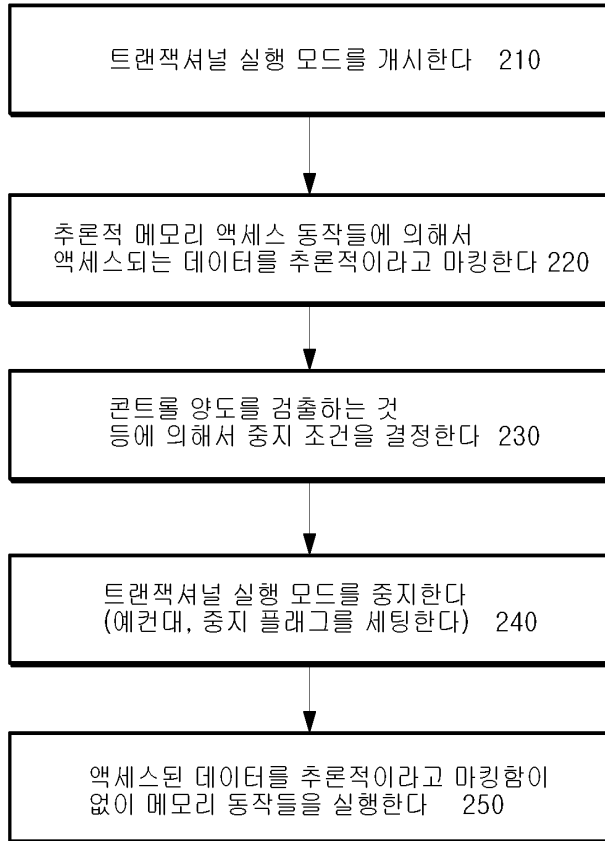 트랜잭셔널 실행 모드를 개시한다 210
추론적 메모리 액세스 동작들에 의해서
액세스되는 데이터를 추론적이라고 마킹한다 220
콘트롤 양도를 검출하는 것
등에 의해서 중지 조건을 결정한다 230
트랜잭셔널 실행 모드를 중지한다
(예컨대, 중지 플래그를 세팅한다) 240
액세스된 데이터를 추론적이라고 마킹함이
없이 메모리 동작들을 실행한다 250